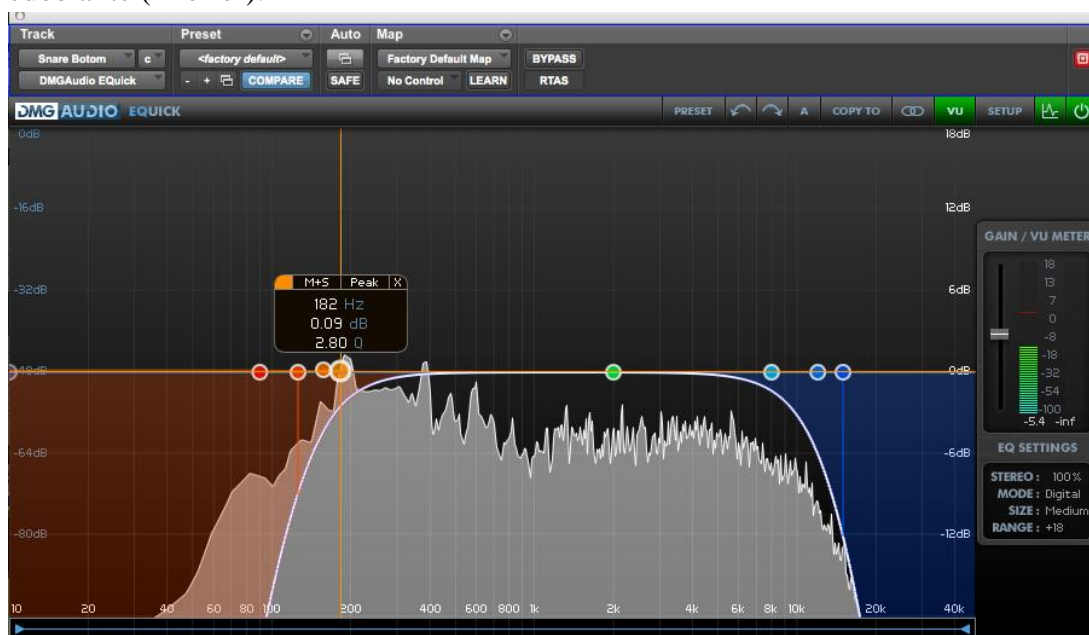 Track Preset Auto Map
Snare Botom c <factory default> Factory Default Map BYPASS
DMGAudio EQuick - + COMPARE SAFE No Control LEARN RTAS
DMG AUDIO EQUICK PRESET A COPY TO VU SETUP
0dB 18dB
-16dB 12dB
GAIN / VU METER
M+S Peak X
-32dB 6dB
182 Hz
0.09 dB
2.80 Q
18
13
7
0
-8
-18
-32
-54
-100
-5.4 -inf
-48dB 0dB
-64dB -6dB
EQ SETTINGS
STEREO : 100%
MODE : Digital
SIZE : Medium
RANGE : +18
-80dB -12dB
10 20 40 60 80 100 200 400 600 800 1k 2k 4k 6k 8k 10k 20k 40k